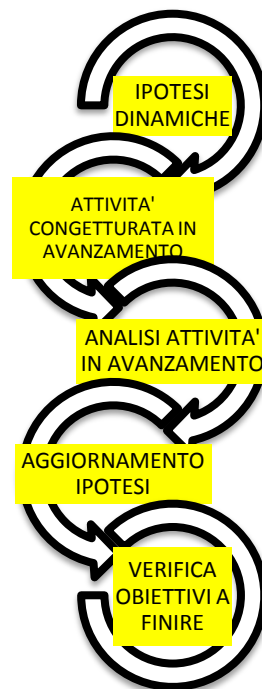 IPOTESI
DINAMICHE
ATTIVITA'
CONGETTURATA IN
AVANZAMENTO
ANALISI ATTIVITA'
IN AVANZAMENTO
AGGIORNAMENTO
IPOTESI
VERIFICA
OBIETTIVI A
FINIRE